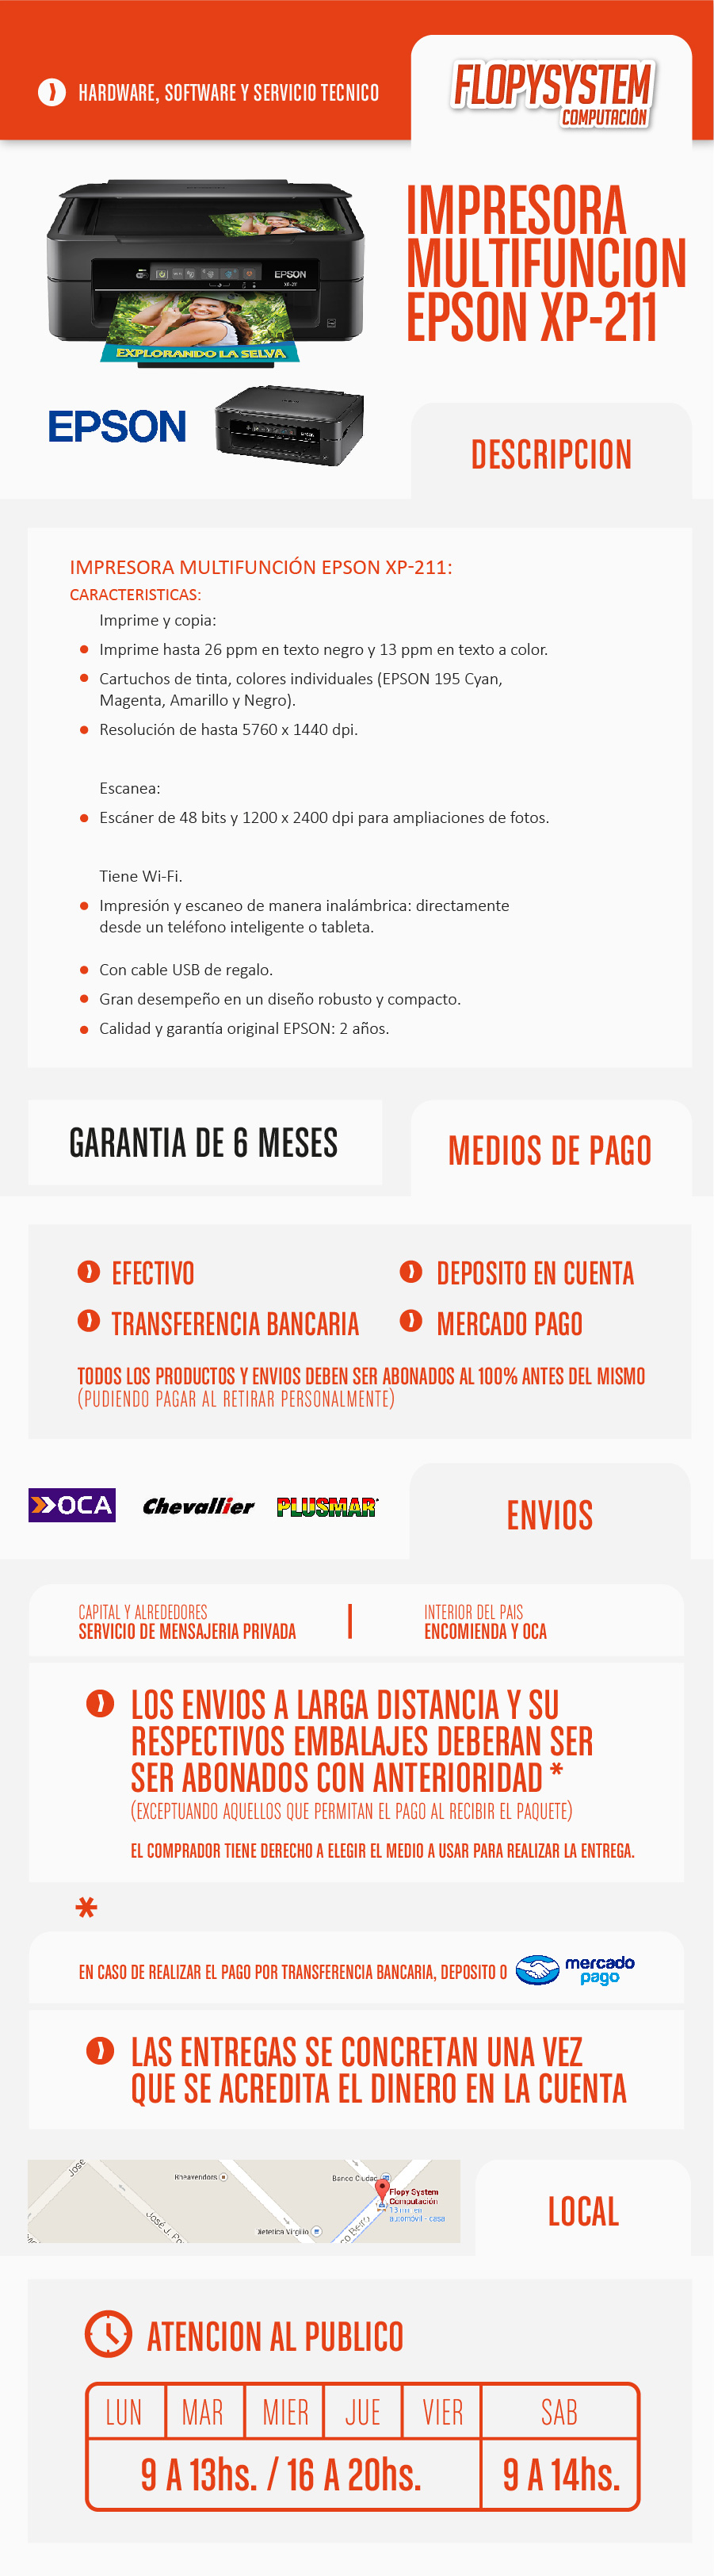 HARDWARE, SOFTWARE Y SERVICIO TECNICO
FLOPYSYSTEM
COMPUTACIÓN
IMPRESORA
MULTIFUNCION
EPSON XP-211
EPSON
EXPLORANDO LA SELVA
EPSON
DESCRIPCION
IMPRESORA MULTIFUNCIÓN EPSON XP-211:
CARACTERISTICAS:
Imprime y copia:
Imprime hasta 26 ppm en texto negro y 13 ppm en texto a color.
Cartuchos de tinta, colores individuales (EPSON 195 Cyan,
Magenta, Amarillo y Negro).
Resolución de hasta 5760 x 1440 dpi.
Escanea:
Escáner de 48 bits y 1200 x 2400 dpi para ampliaciones de fotos.
Tiene Wi-Fi.
Impresión y escaneo de manera inalámbrica: directamente
desde un teléfono inteligente o tableta.
Con cable USB de regalo.
Gran desempeño en un diseño robusto y compacto.
Calidad y garantía original EPSON: 2 años.
GARANTIA DE 6 MESES
MEDIOS DE PAGO
EFECTIVO
DEPOSITO EN CUENTA
TRANSFERENCIA BANCARIA
MERCADO PAGO
TODOS LOS PRODUCTOS Y ENVIOS DEBEN SER ABONADOS AL 100% ANTES DEL MISMO
(PUDIENDO PAGAR AL RETIRAR PERSONALMENTE)
OCA
Chevallier
PLUSMAR
ENVIOS
CAPITAL Y ALREDEDORES
SERVICIO DE MENSAJERIA PRIVADA
INTERIOR DEL PAIS
ENCOMIENDA Y OCA
LOS ENVIOS A LARGA DISTANCIA Y SU
RESPECTIVOS EMBALAJES DEBERAN SER
SER ABONADOS CON ANTERIORIDAD *
(EXCEPTUANDO AQUELLOS QUE PERMITAN EL PAGO AL RECIBIR EL PAQUETE)
EL COMPRADOR TIENE DERECHO A ELEGIR EL MEDIO A USAR PARA REALIZAR LA ENTREGA.
*
EN CASO DE REALIZAR EL PAGO POR TRANSFERENCIA BANCARIA, DEPOSITO O
mercado
pago
LAS ENTREGAS SE CONCRETAN UNA VEZ
QUE SE ACREDITA EL DINERO EN LA CUENTA
Jose
José J.
Banco Ciudad
Flopy System
Computación
13 min en
automóvil - casa
Dietetica Virgilio
LOCAL
ATENCION AL PUBLICO
LUN MAR MIER JUE VIER SAB
9 A 13hs. / 16 A 20hs. 9 A 14hs.